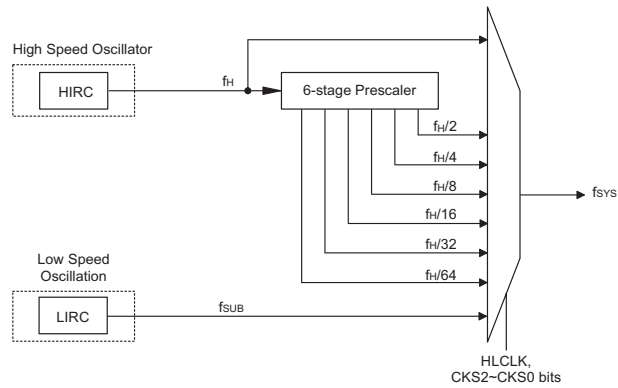 High Speed Oscillator
HIRC
fH
6-stage Prescaler
fH/2
fH/4
fH/8
fH/16
fH/32
fH/64
fSYS
Low Speed
Oscillation
LIRC
fSUB
HLCLK,
CKS2~CKS0 bits